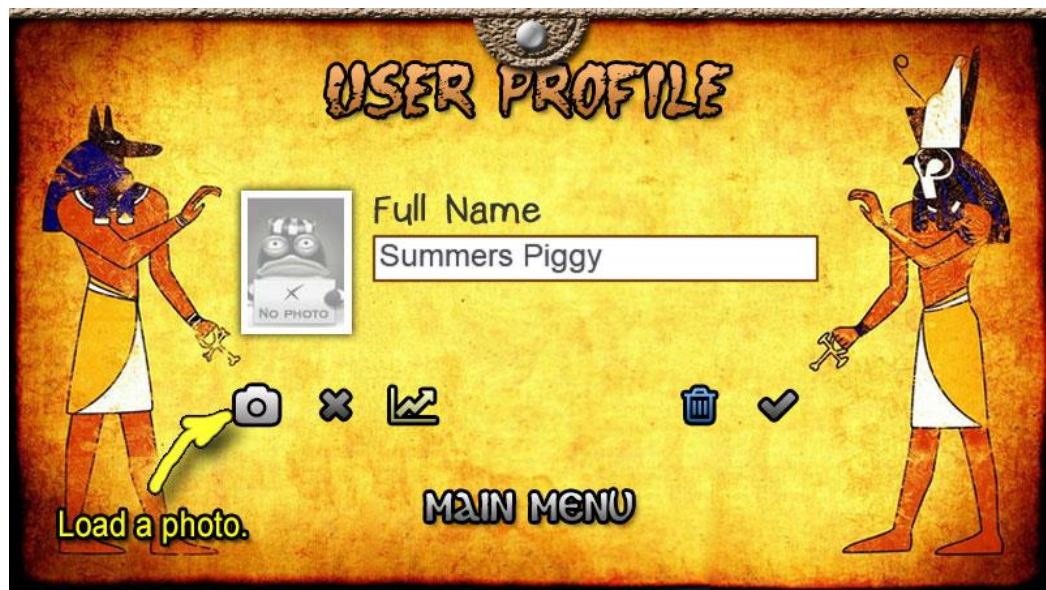 USER PROFILE
Full Name
Summers Piggy
NO PHOTO
Load a photo.
MAIN MENU